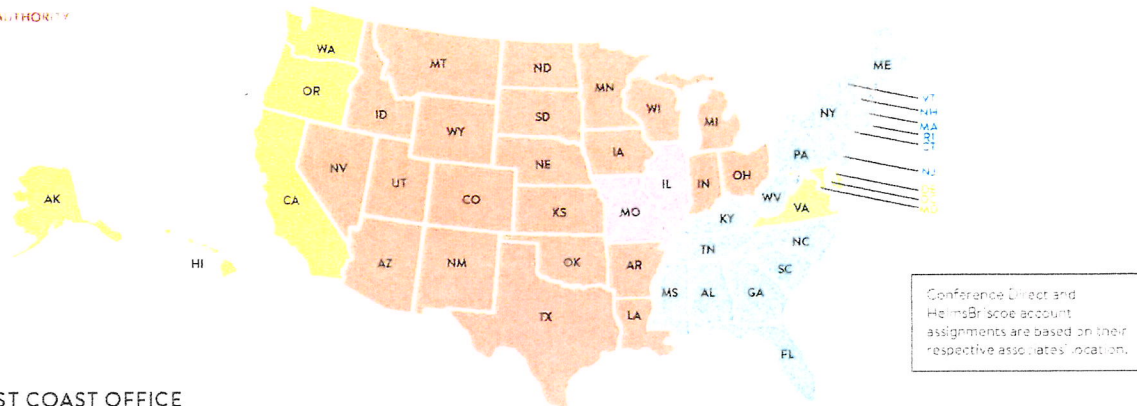 AUTHORITY
WA
MT
ND
MN
ME
OR
ID
WY
SD
WI
MI
NY
VT
NH
MA
RI
CT
NV
UT
CO
NE
IA
IL
IN
OH
PA
NJ
AK
CA
KS
MO
KY
WV
VA
HI
AZ
NM
OK
AR
TN
NC
SC
TX
LA
MS
AL
GA
FL
Conference Direct and
HelmsBriscoe account
assignments are based on their
respective associates' location.
ST COAST OFFICE